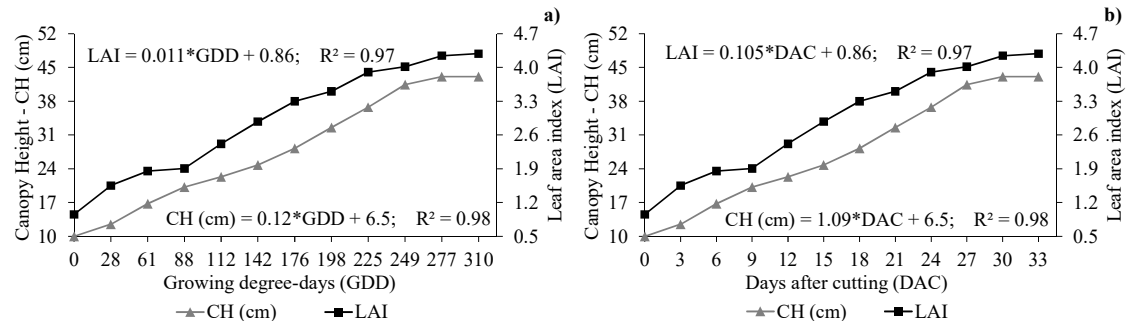 a)
Canopy Height - CH (cm)
52
45
38
31
24
17
10
LAI = 0.011*GDD + 0.86; R² = 0.97
CH (cm) = 0.12*GDD + 6.5; R² = 0.98
4.7
4.0
3.3
2.6
1.9
1.2
0.5
Leaf area index (LAI)
0 28 61 88 112 142 176 198 225 249 277 310
Growing degree-days (GDD)
CH (cm) LAI
b)
Canopy Height - CH (cm)
52
45
38
31
24
17
10
LAI = 0.105*DAC + 0.86; R² = 0.97
CH (cm) = 1.09*DAC + 6.5; R² = 0.98
4.7
4.0
3.3
2.6
1.9
1.2
0.5
Leaf area index (LAI)
0 3 6 9 12 15 18 21 24 27 30 33
Days after cutting (DAC)
CH (cm) LAI